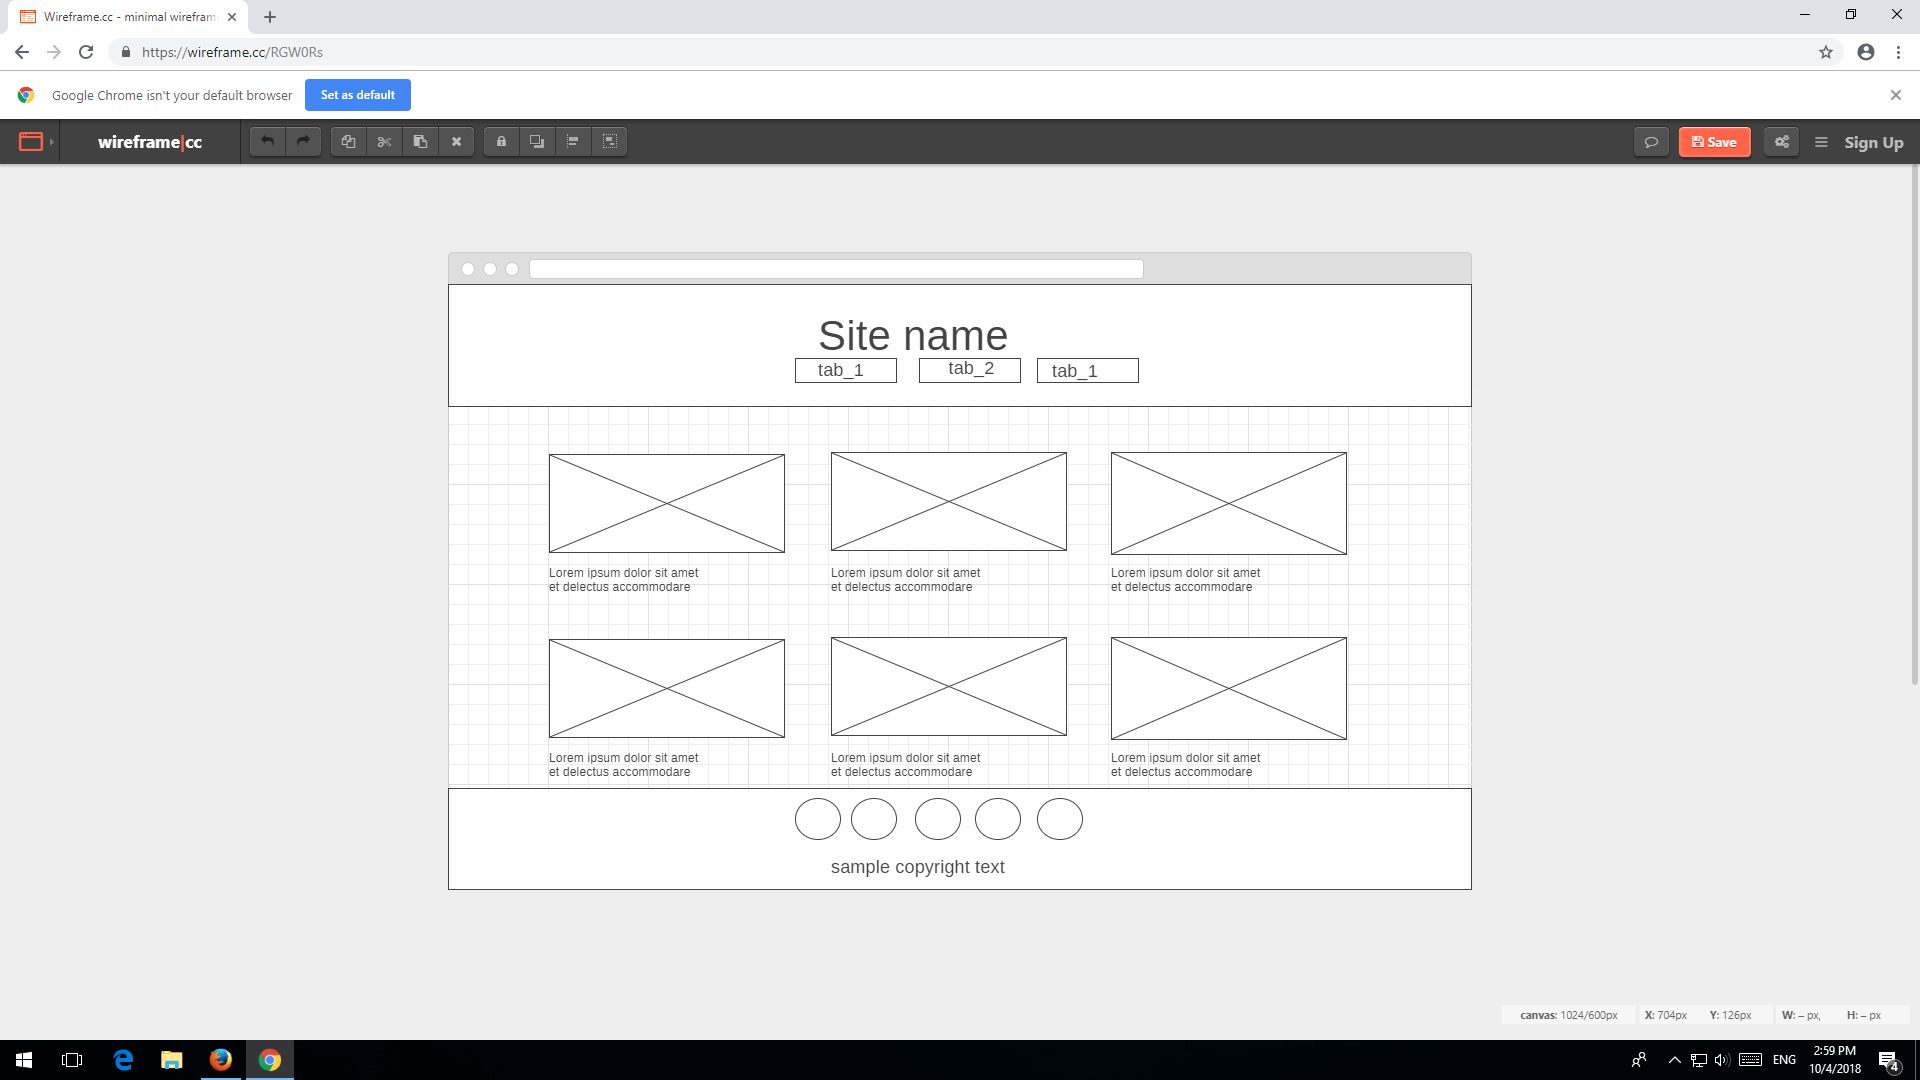 Wireframe.cc - minimal wirefram
https://wireframe.cc/RGW0Rs
Google Chrome isn't your default browser
Set as default
wireframe|cc
Save
Sign Up
Site name
tab_1
tab_2
tab_1
Lorem ipsum dolor sit amet
et delectus accommodare
Lorem ipsum dolor sit amet
et delectus accommodare
Lorem ipsum dolor sit amet
et delectus accommodare
Lorem ipsum dolor sit amet
et delectus accommodare
Lorem ipsum dolor sit amet
et delectus accommodare
Lorem ipsum dolor sit amet
et delectus accommodare
sample copyright text
canvas: 1024/600px X: 704px Y: 126px W: – px, H: – px
ENG
2:59 PM
10/4/2018
4